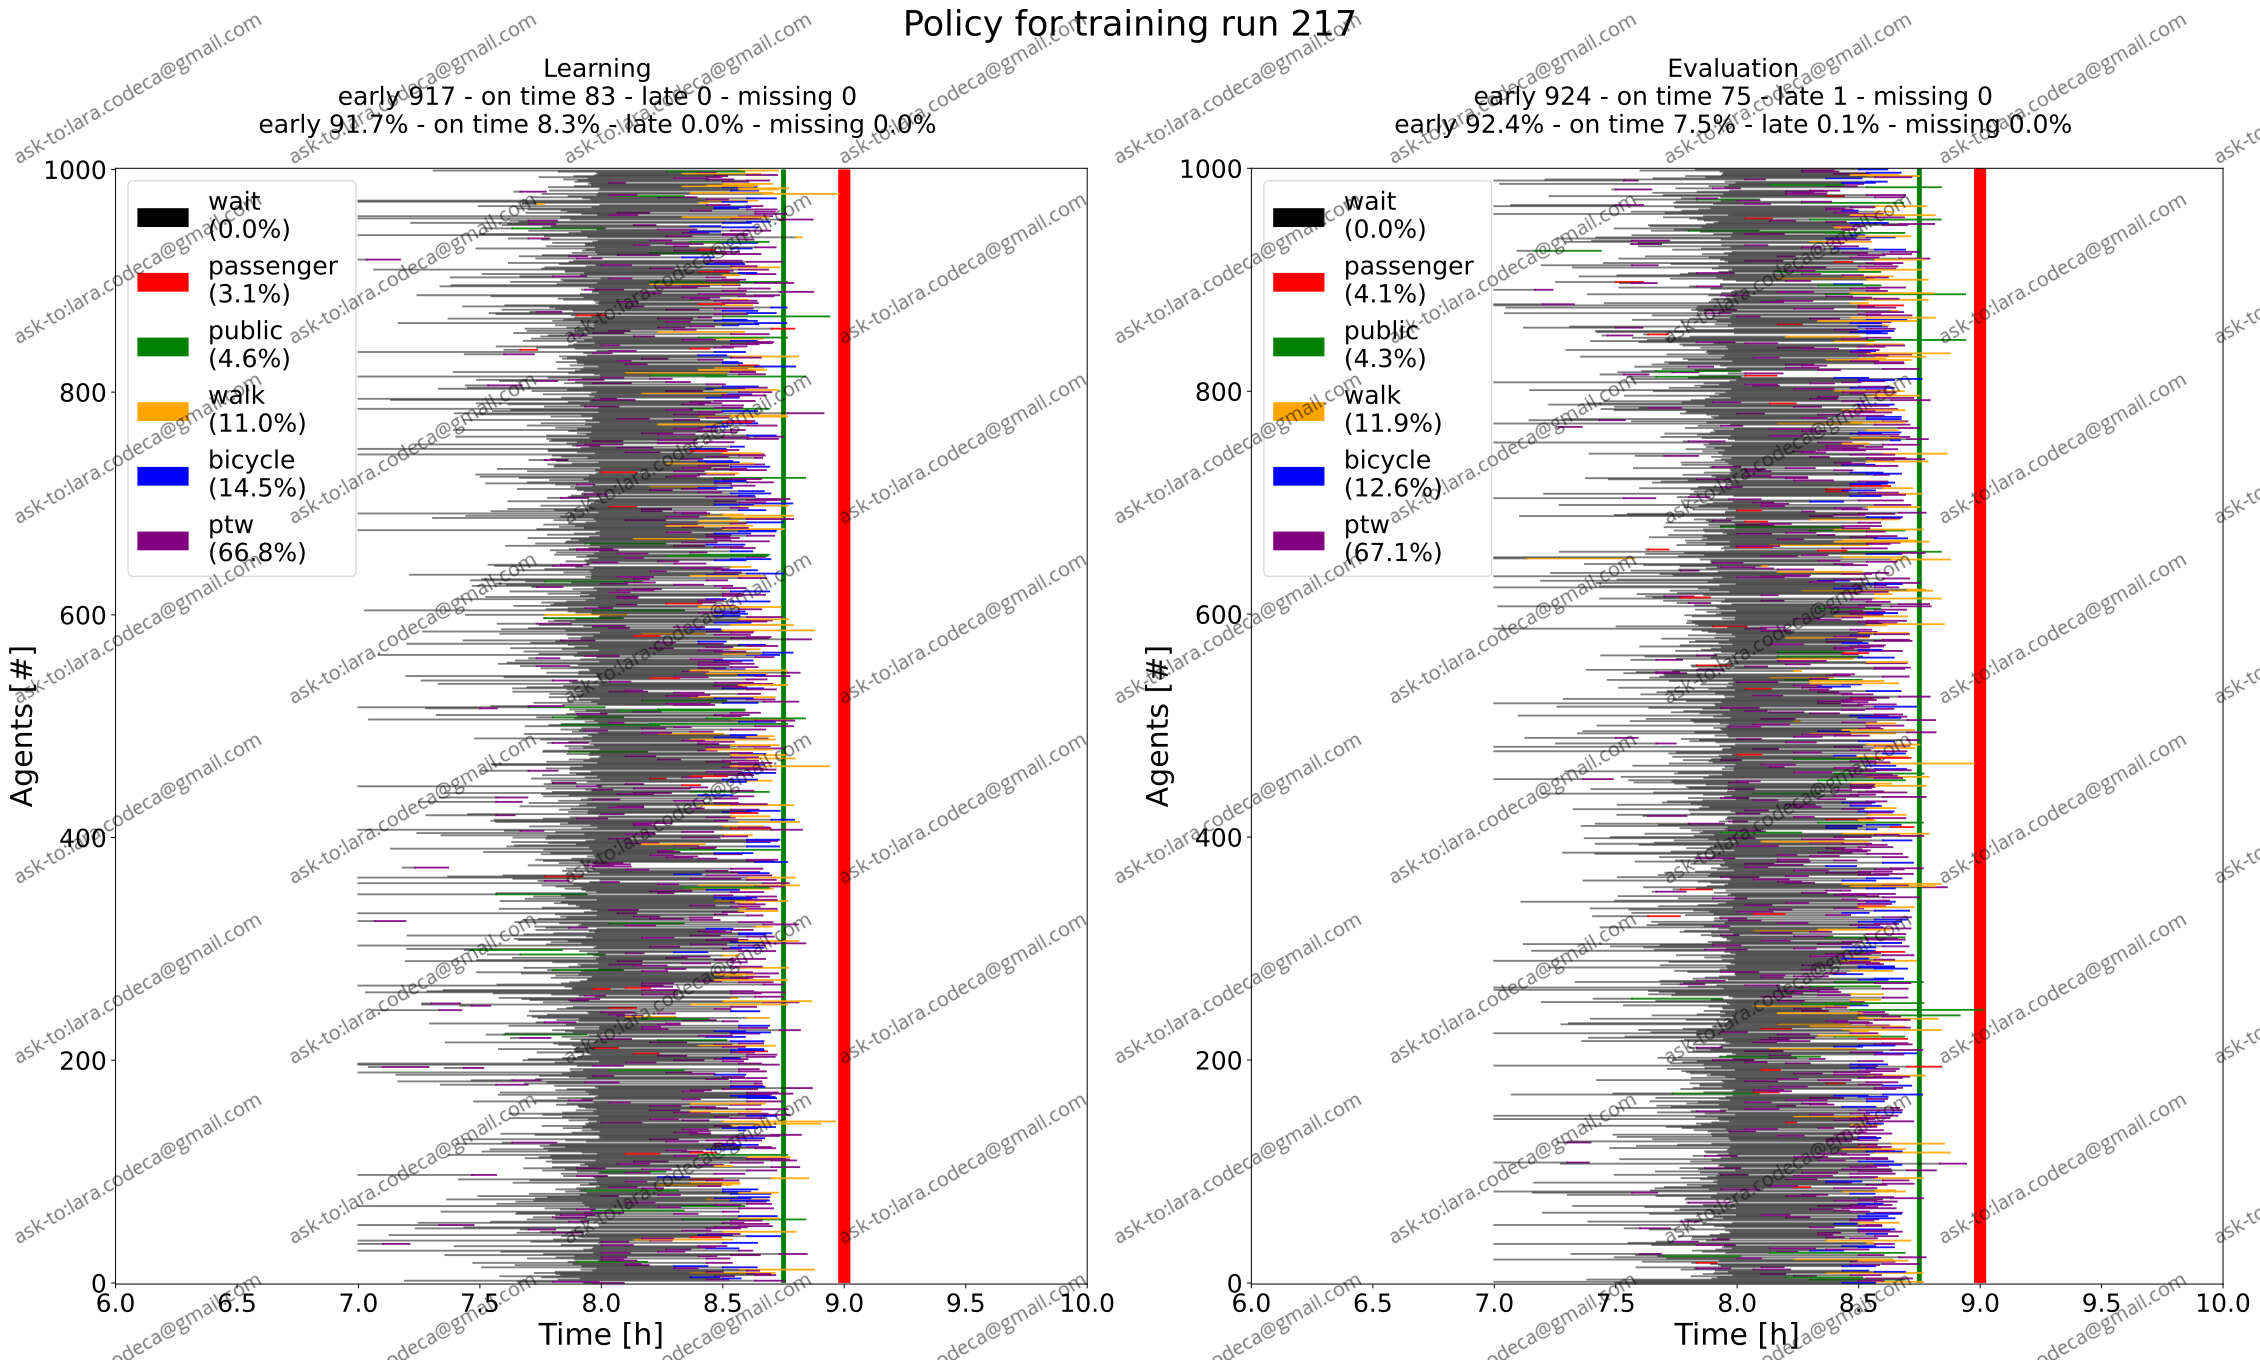 Policy for training run 217
Learning
early 917 - on time 83 - late 0 - missing 0
early 91.7% - on time 8.3% - late 0.0% - missing 0.0%
wait
(0.0%)
passenger
(3.1%)
public
(4.6%)
walk
(11.0%)
bicycle
(14.5%)
ptw
(66.8%)
Agents [#]
1000
800
600
400
200
0
6.0 6.5 7.0 7.5 8.0 8.5 9.0 9.5 10.0
Time [h]
Evaluation
early 924 - on time 75 - late 1 - missing 0
early 92.4% - on time 7.5% - late 0.1% - missing 0.0%
wait
(0.0%)
passenger
(4.1%)
public
(4.3%)
walk
(11.9%)
bicycle
(12.6%)
ptw
(67.1%)
Agents [#]
1000
800
600
400
200
0
6.0 6.5 7.0 7.5 8.0 8.5 9.0 9.5 10.0
Time [h]
ask-to:lara.codeca@gmail.com